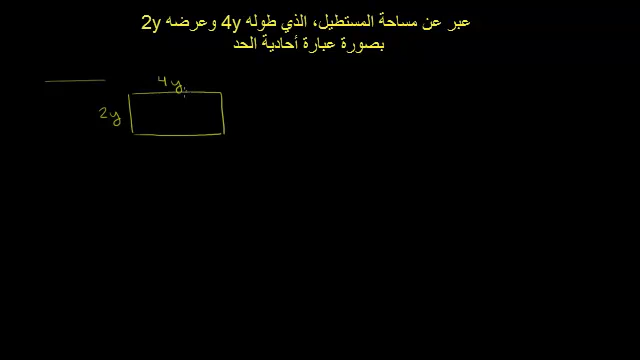 عبر عن مساحة المستطيل، الذي طوله 4y وعرضه 2y
بصورة عبارة أحادية الحد
4y
2y